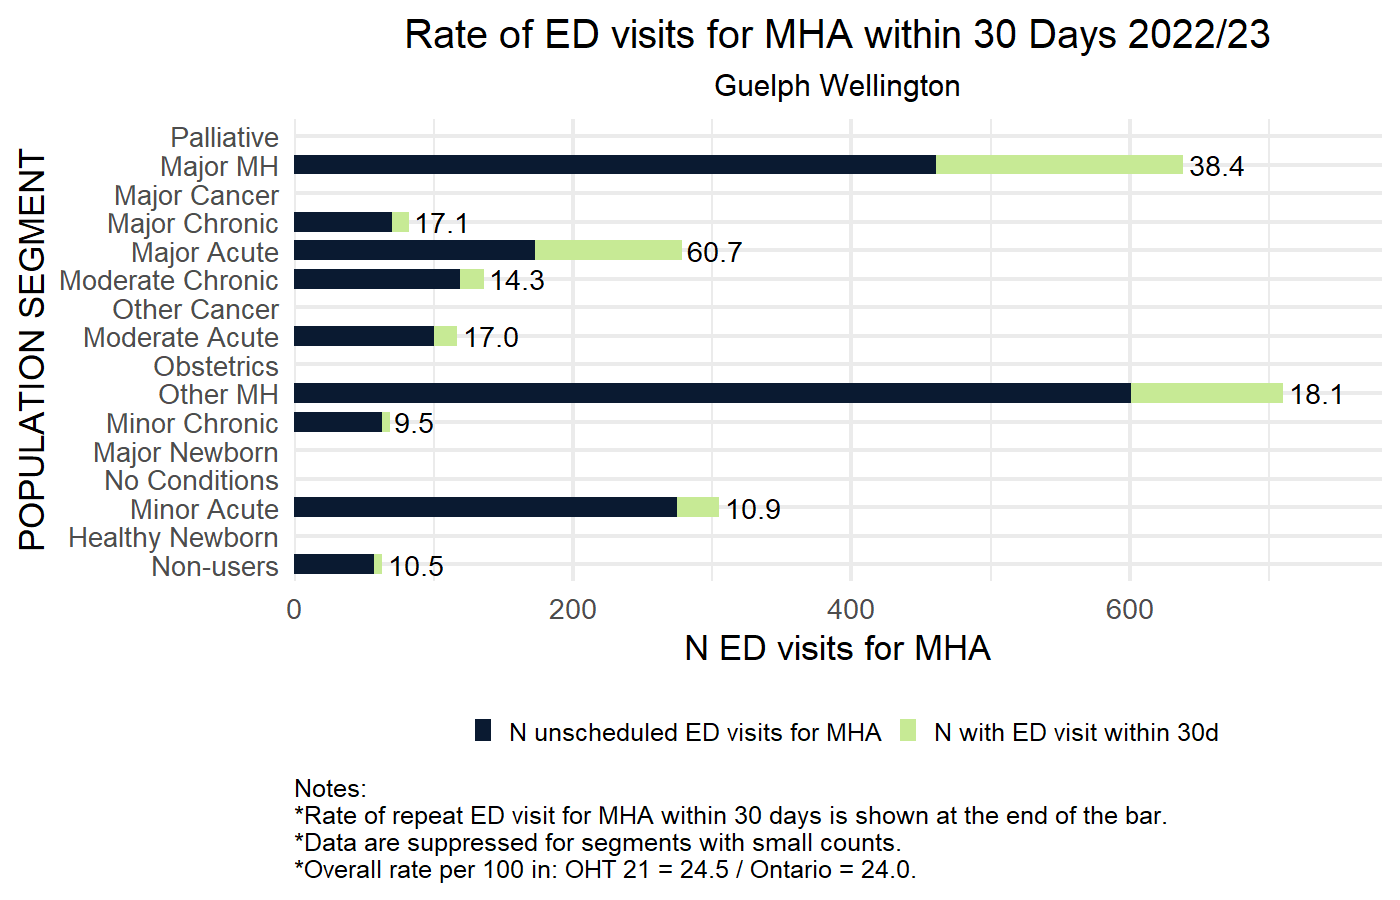 Rate of ED visits for MHA within 30 Days 2022/23
Guelph Wellington
POPULATION SEGMENT
Palliative
Major MH 38.4
Major Cancer
Major Chronic 17.1
Major Acute 60.7
Moderate Chronic 14.3
Other Cancer
Moderate Acute 17.0
Obstetrics
Other MH 18.1
Minor Chronic 9.5
Major Newborn
No Conditions
Minor Acute 10.9
Healthy Newborn
Non-users 10.5
0 200 400 600
N ED visits for MHA
N unscheduled ED visits for MHA N with ED visit within 30d
Notes:
*Rate of repeat ED visit for MHA within 30 days is shown at the end of the bar.
*Data are suppressed for segments with small counts.
*Overall rate per 100 in: OHT 21 = 24.5 / Ontario = 24.0.